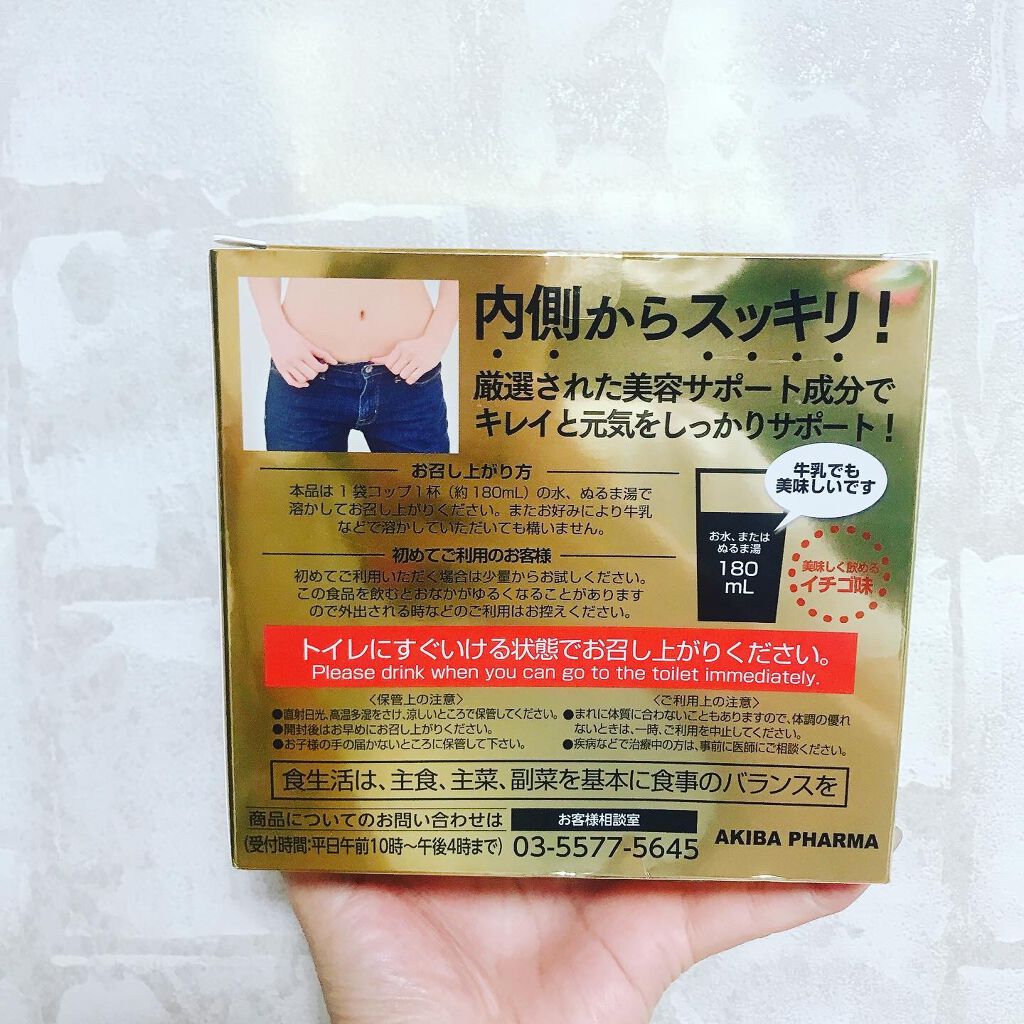 内側からスッキリ!
厳選された美容サポート成分で
キレイと元気をしっかりサポート!
お召し上がり方
本品は1袋コップ1杯(約180mL)の水、ぬるま湯で
溶かしてお召し上がりください。またお好みにより牛乳
などで溶かしていただいても構いません。
初めてご利用のお客様
初めてご利用いただく場合は少量からお試しください。
この食品を飲むとおなかがゆるくなることがあります
ので外出される時などのご利用はお控えください。
牛乳でも
美味しいです
お水、または
ぬるま湯
180
mL
美味しく飲める
イチゴ味
トイレにすぐいける状態でお召し上がりください。
Please drink when you can go to the toilet immediately.
〈保管上の注意〉
●直射日光、高温多湿をさけ、涼しいところで保管してください。
●開封後はお早めにお召し上がりください。
●お子様の手の届かないところに保管して下さい。
〈ご利用上の注意〉
●まれに体質に合わないこともありますので、体調の優れ
ないときは、一時、ご利用を中止してください。
●疾病などで治療中の方は、事前に医師にご相談ください。
食生活は、主食、主菜、副菜を基本に食事のバランスを
商品についてのお問い合わせは
(受付時間:平日午前10時~午後4時まで)
お客様相談室
03-5577-5645
AKIBA PHARMA